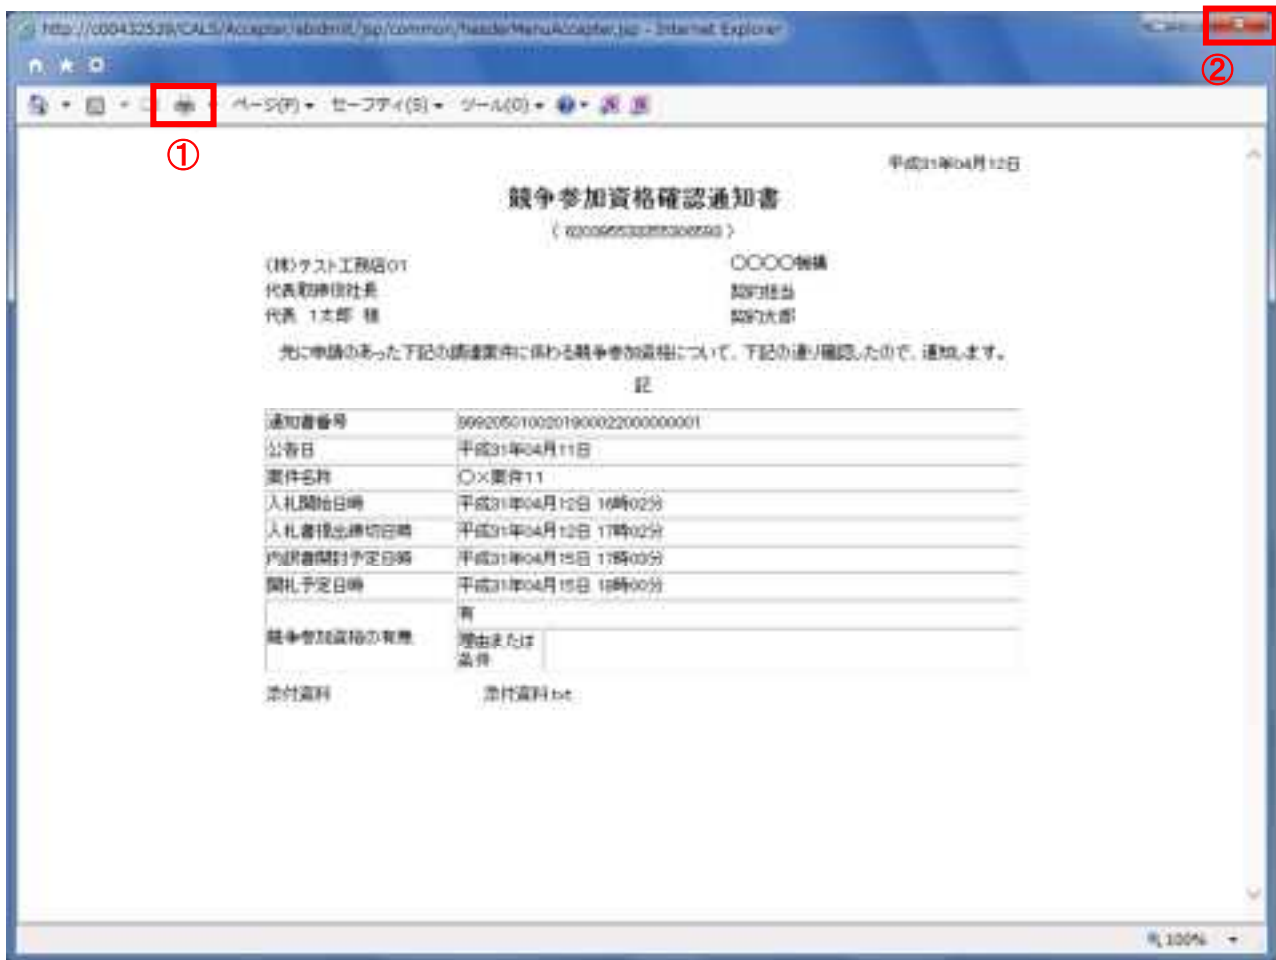 http://c00432539/CALS/Accepter/ebidmlit/jsp/common/headerMenuAccepter.jsp - Internet Explorer
②
ページ(P) セーフティ(S) ツール(O)
①
平成31年04月12日
競争参加資格確認通知書
(株)テスト工務店01 〇〇〇〇機構
代表取締役社長 契約担当
代表 1太郎 様 契約太郎
先に申請のあった下記の調達案件に係わる競争参加資格について、下記の通り確認したので、通知します。
記
通知書番号 9992050100201900022000000001
公告日 平成31年04月11日
案件名称 〇×案件11
入札開始日時 平成31年04月12日 16時02分
入札書提出締切日時 平成31年04月12日 17時02分
内訳書開封予定日時 平成31年04月15日 17時00分
開札予定日時 平成31年04月15日 18時00分
競争参加資格の有無 有
理由または
条件
添付資料 添付資料.txt
100%